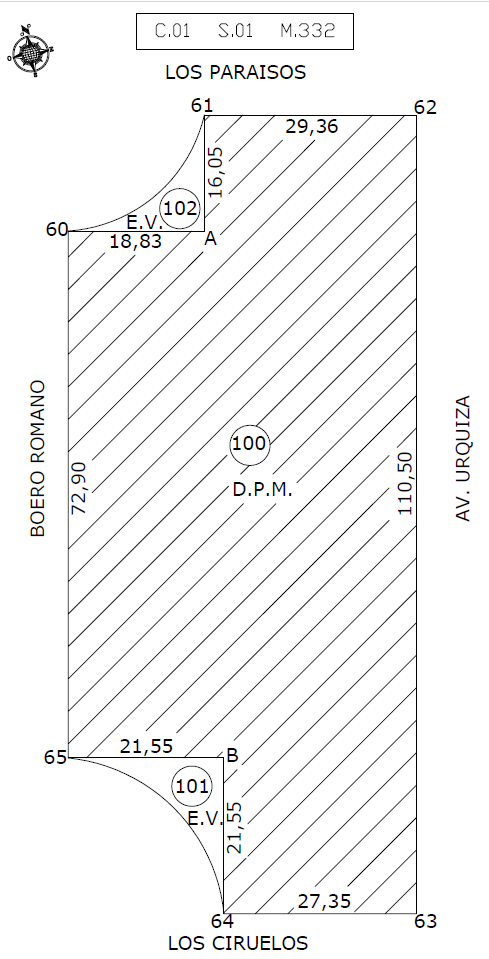 C.01 S.01 M.332
LOS PARAISOS
61
62
29,36
16,05
102
E.V.
60
18,83
A
BOERO ROMANO
72,90
100
D.P.M.
110,50
AV. URQUIZA
21,55
65
B
101
E.V.
21,55
27,35
64
63
LOS CIRUELOS